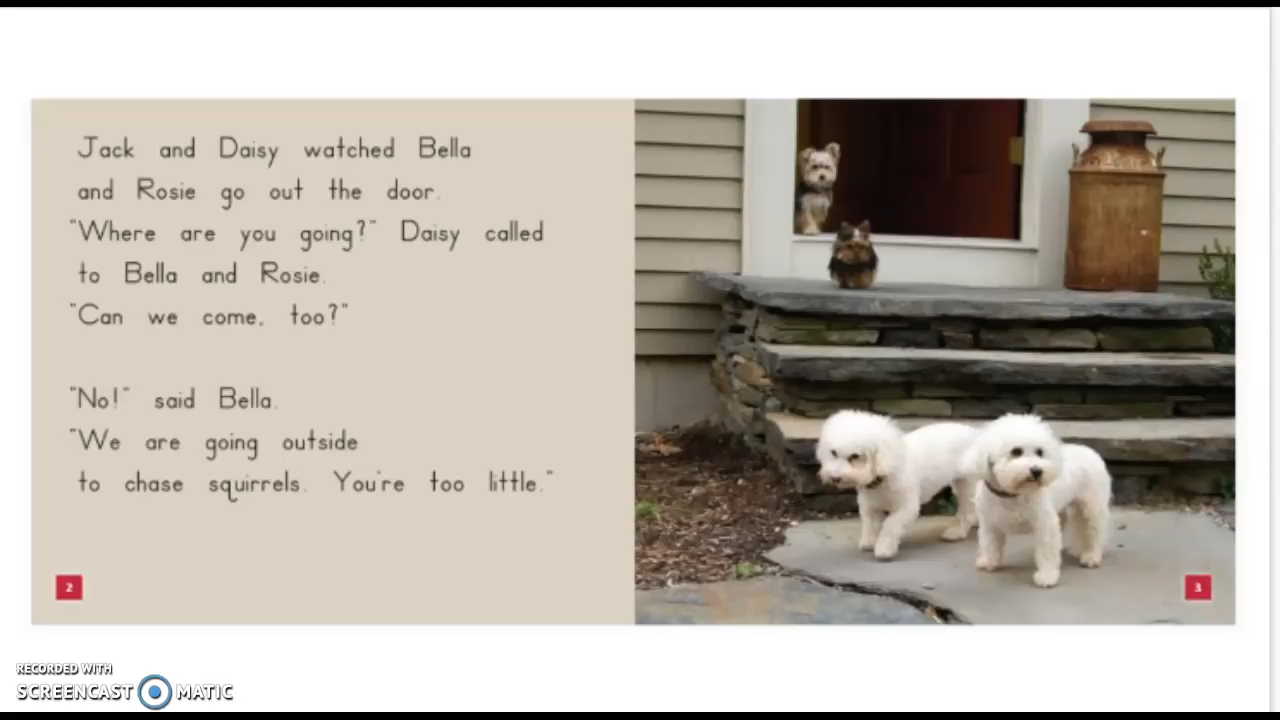 Jack and Daisy watched Bella
and Rosie go out the door.
"Where are you going?" Daisy called
to Bella and Rosie.
"Can we come, too?"
"No!" said Bella.
"We are going outside
to chase squirrels. You're too little."
2
3
RECORDED WITH
SCREENCAST MATIC